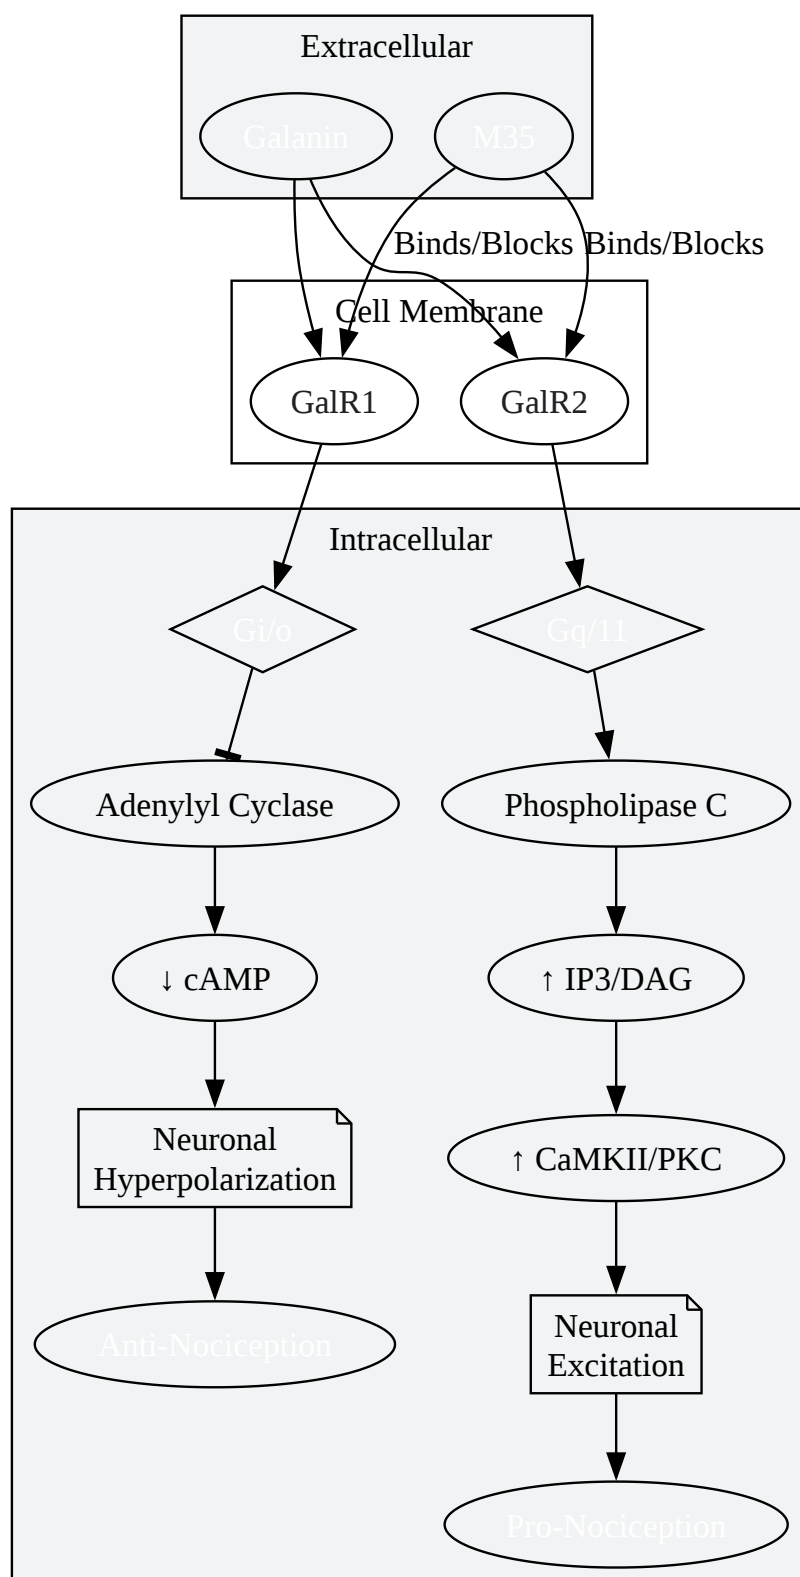 Extracellular
Galanin
M35
Binds/Blocks
Binds/Blocks
Cell Membrane
GalR1
GalR2
Intracellular
Gi/o
Gq/11
Adenylyl Cyclase
Phospholipase C
↓ cAMP
↑ IP3/DAG
Neuronal
Hyperpolarization
↑ CaMKII/PKC
Anti-Nociception
Neuronal
Excitation
Pro-Nociception